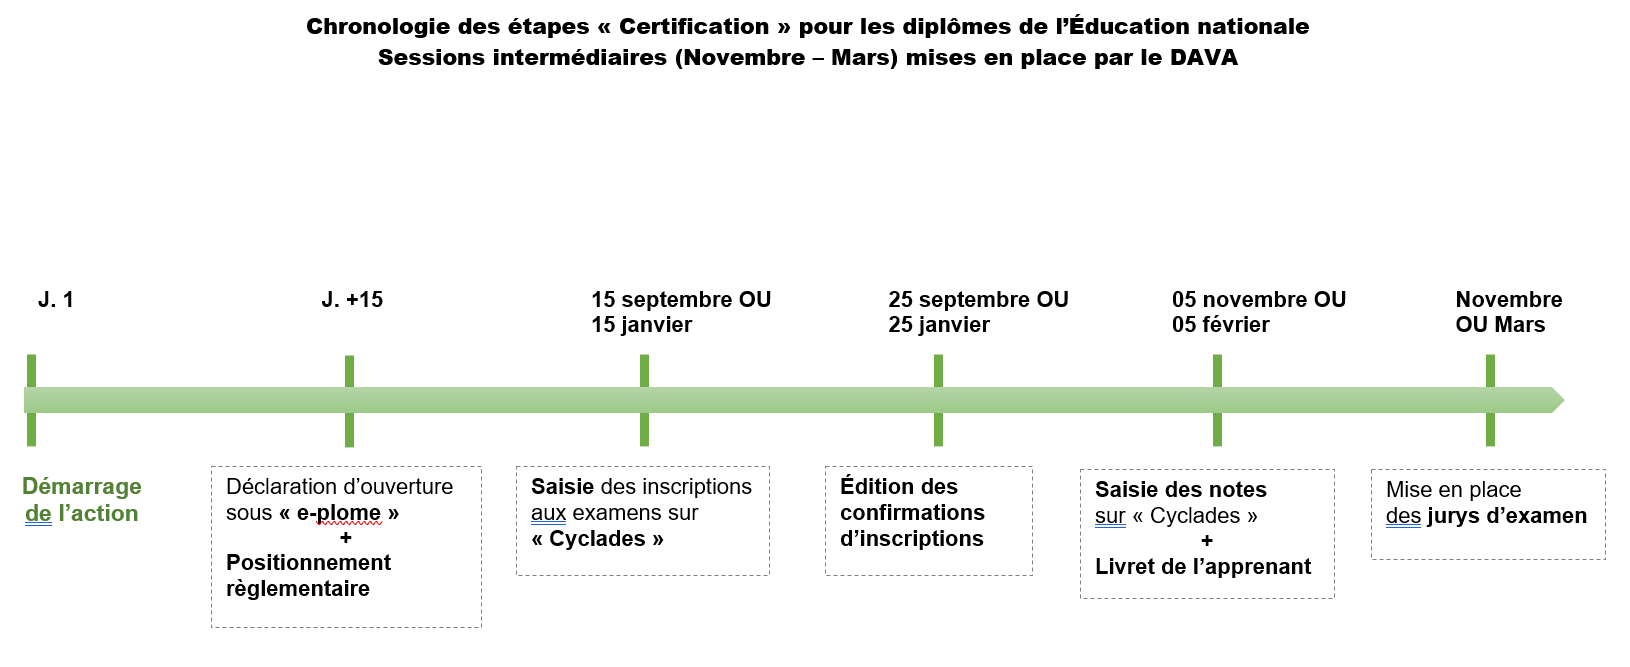 Chronologie des étapes « Certification » pour les diplômes de l'Éducation nationale
Sessions intermédiaires (Novembre – Mars) mises en place par le DAVA
J. 1
J. +15
15 septembre OU
15 janvier
25 septembre OU
25 janvier
05 novembre OU
05 février
Novembre
OU Mars
Démarrage
de l'action
Déclaration d'ouverture
sous « e-plome »
+
Positionnement
règlementaire
Saisie des inscriptions
aux examens sur
« Cyclades »
Édition des
confirmations
d'inscriptions
Saisie des notes
sur « Cyclades »
+
Livret de l'apprenant
Mise en place
des jurys d'examen